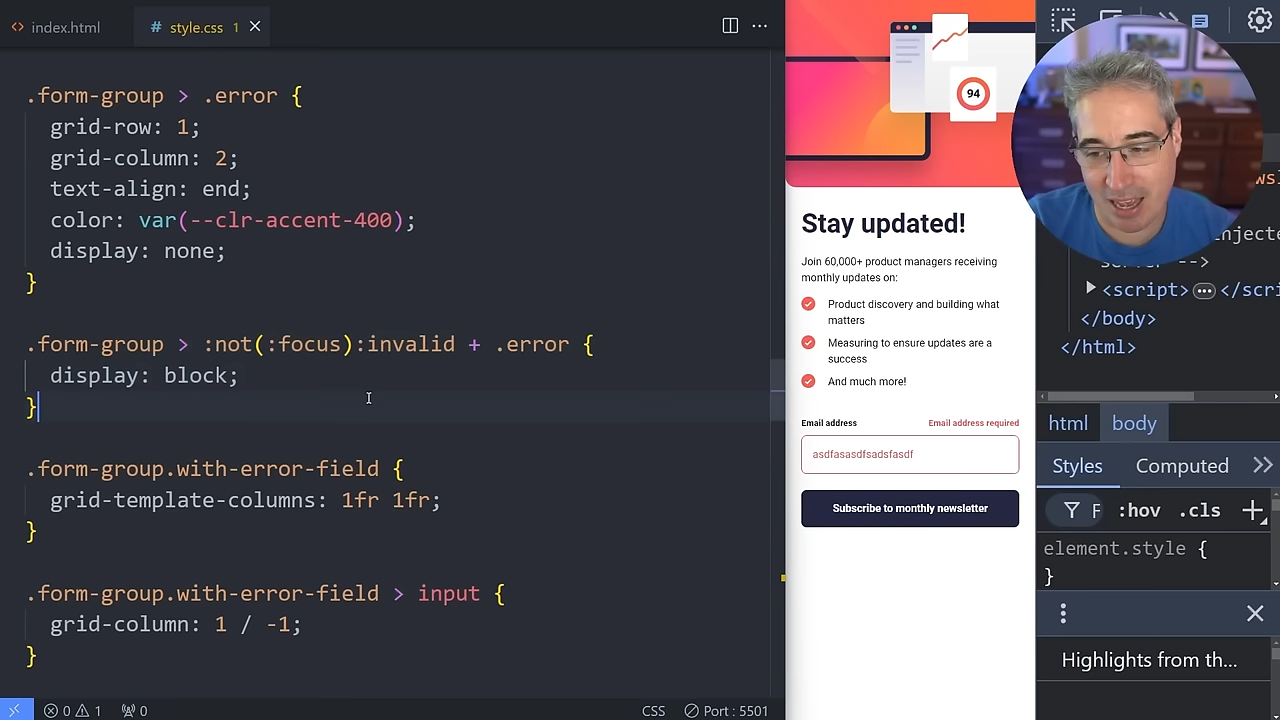 index.html
# style.css 1
.form-group > .error {
grid-row: 1;
grid-column: 2;
text-align: end;
color: var(--clr-accent-400);
display: none;
}
.form-group > :not(:focus):invalid + .error {
display: block;
}
.form-group.with-error-field {
grid-template-columns: 1fr 1fr;
}
.form-group.with-error-field > input {
grid-column: 1 / -1;
}
0 1 0
CSS Port : 5501
94
Stay updated!
Join 60,000+ product managers receiving
monthly updates on:
Product discovery and building what
matters
Measuring to ensure updates are a
success
And much more!
Email address Email address required
asdfasasdfsadsfasdf
Subscribe to monthly newsletter
server -->
<script> ••• </scri
</body>
</html>
html body
Styles Computed
F :hov .cls
element.style {
}
Highlights from th...